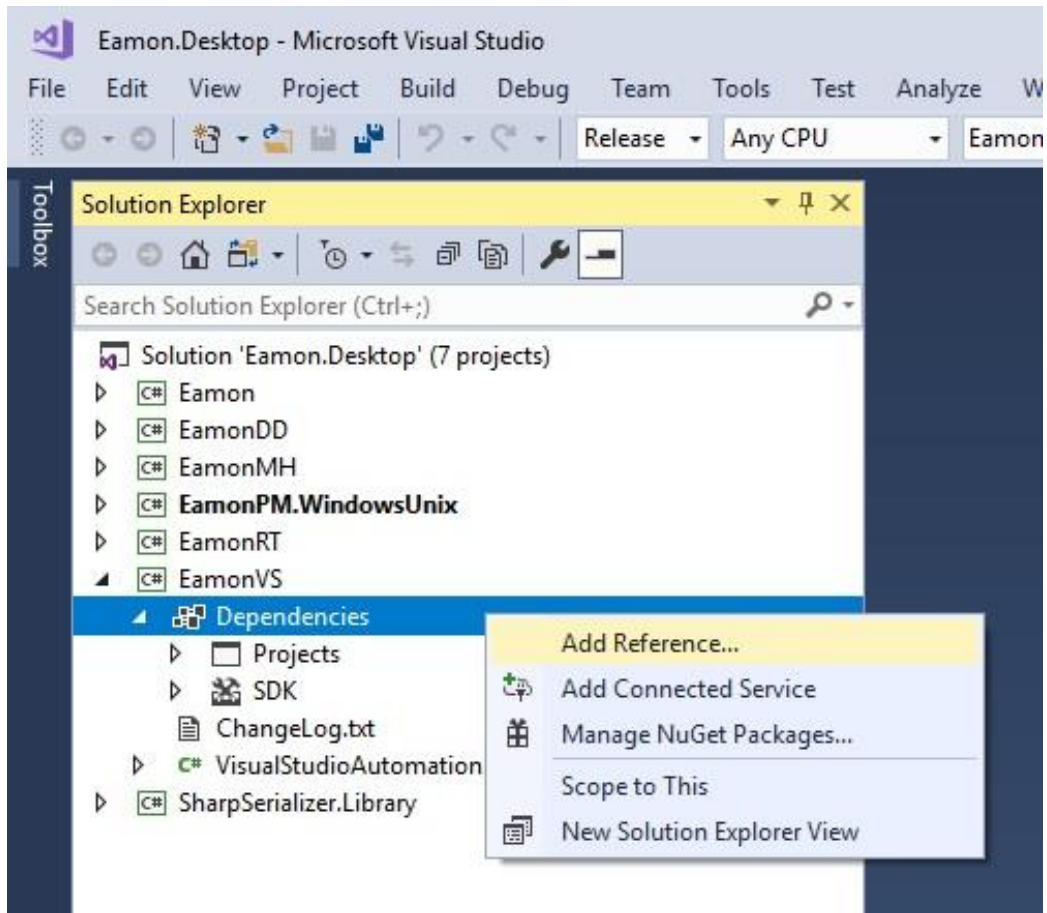 Eamon.Desktop - Microsoft Visual Studio
File Edit View Project Build Debug Team Tools Test Analyze W
Release Any CPU Eamon
Toolbox
Solution Explorer
Search Solution Explorer (Ctrl+;)
Solution 'Eamon.Desktop' (7 projects)
C# Eamon
C# EamonDD
C# EamonMH
C# EamonPM.WindowsUnix
C# EamonRT
C# EamonVS
Dependencies
Projects
SDK
ChangeLog.txt
C# VisualStudioAutomation
C# SharpSerializer.Library
Add Reference...
Add Connected Service
Manage NuGet Packages...
Scope to This
New Solution Explorer View